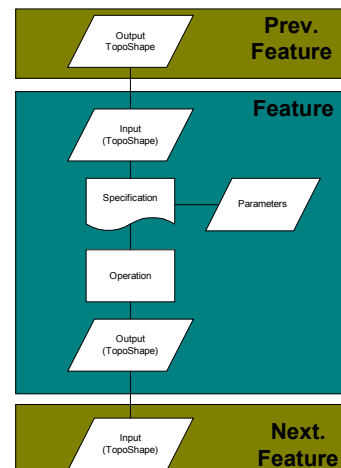 Output
TopoShape
Prev.
Feature
Feature
Input
(TopoShape)
Specification
Parameters
Operation
Output
(TopoShape)
Input
(TopoShape)
Next.
Feature